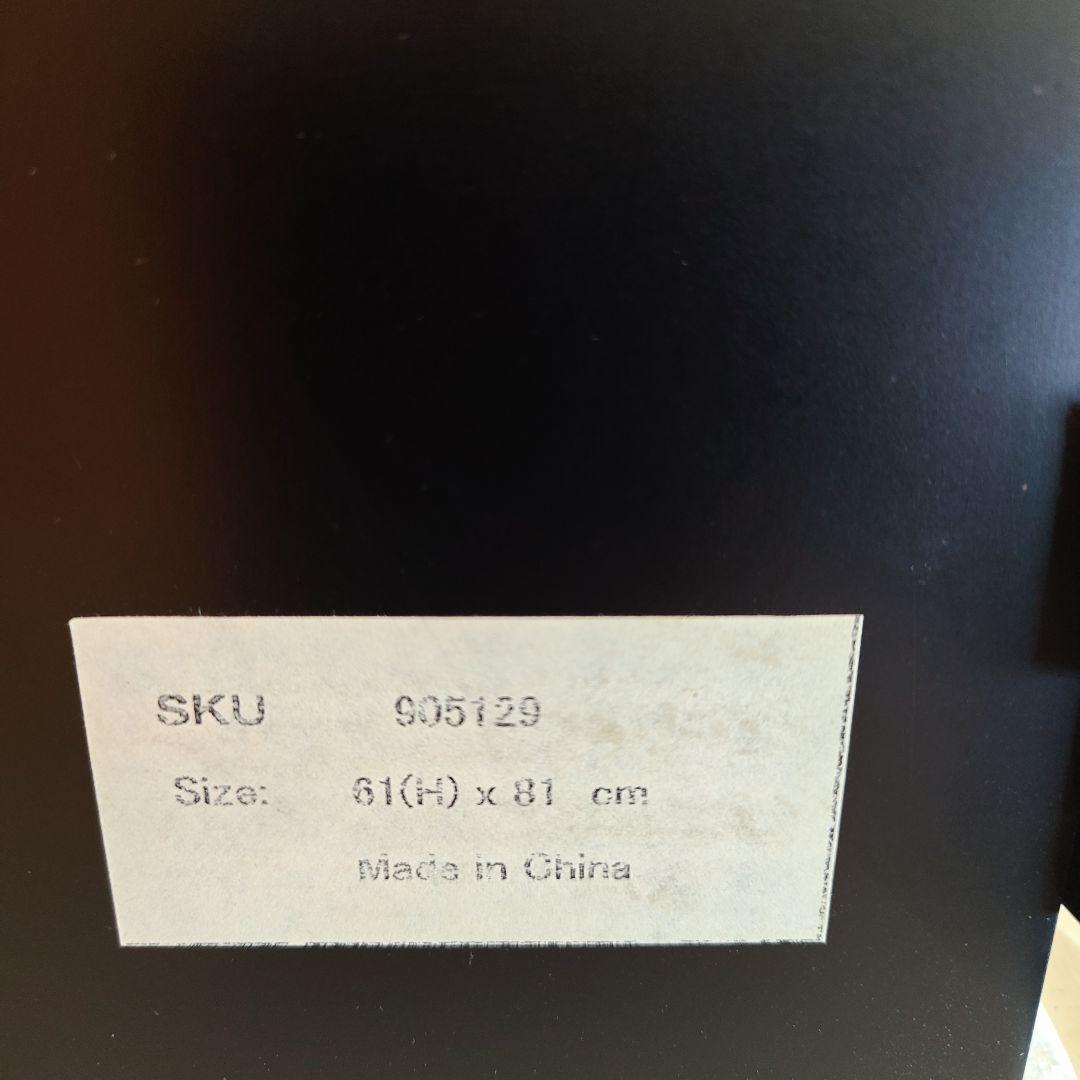 SKU 905129
Size: 61(H) x 81 cm
Made in China